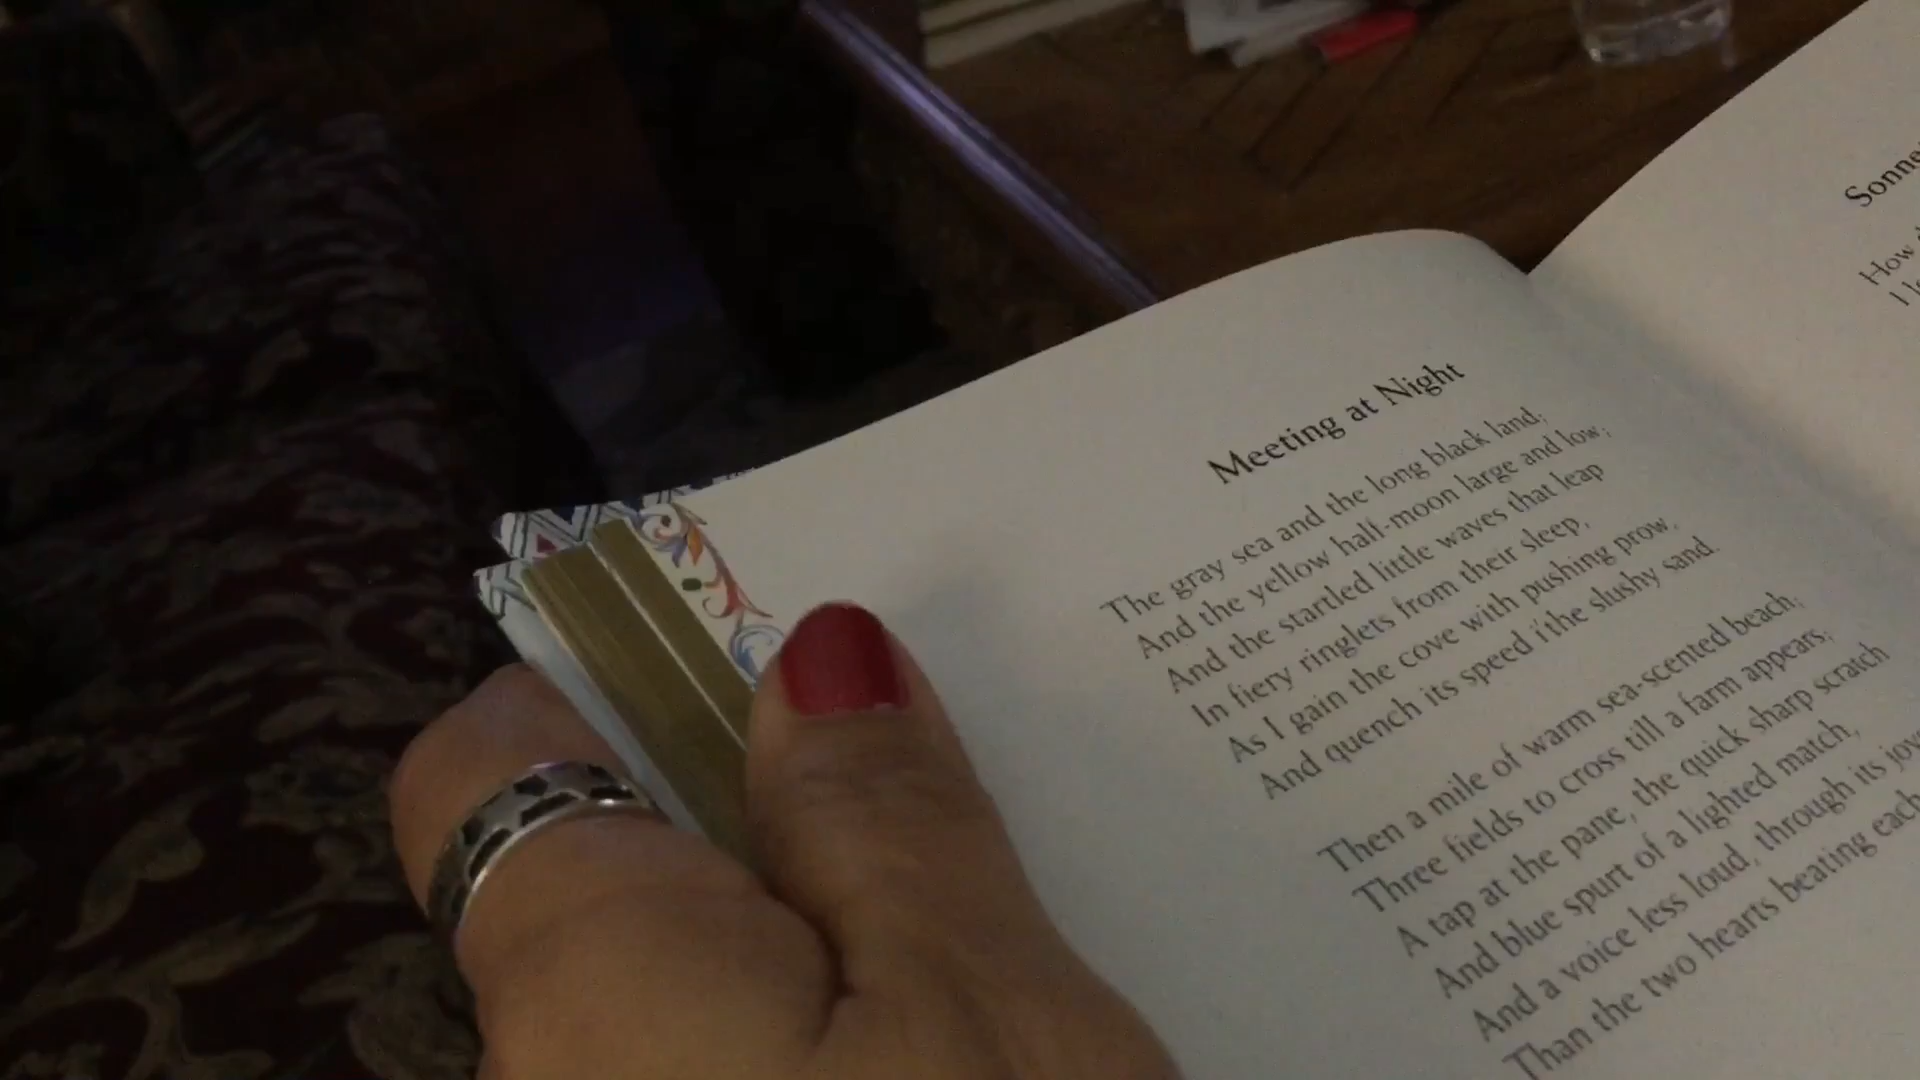 Meeting at Night
The gray sea and the long black land;
And the yellow half-moon large and low;
And the startled little waves that leap
In fiery ringlets from their sleep,
As I gain the cove with pushing prow,
And quench its speed i'the slushy sand.
Then a mile of warm sea-scented beach;
Three fields to cross till a farm appears;
A tap at the pane, the quick sharp scratch
And blue spurt of a lighted match,
And a voice less loud, through its
Than the two hearts beating each
How
I